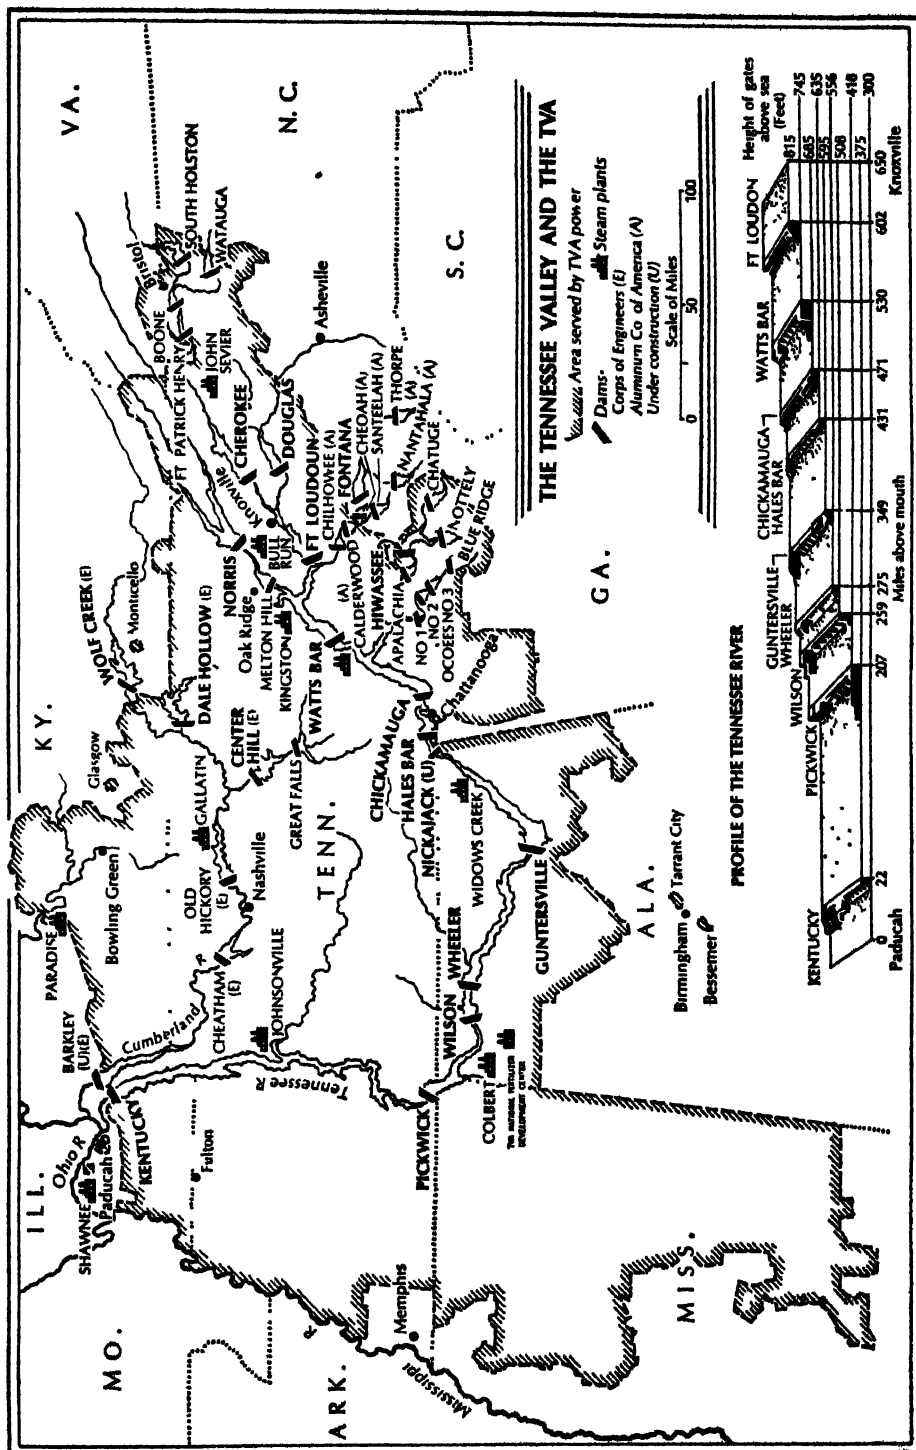 VA.
N. C.
KY.
ILL.
MO.
ARK.
TENN.
S. C.
GA.
ALA.
MISS.
Bristol
SOUTH HOLSTON
WATAUGA
BOONE
FT PATRICK HENRY
JOHN
SEVIER
CHEROKEE
DOUGLAS
Asheville
Knoxville
FT LOUDOUN
CHILHOWEE (A)
FONTANA
CHEOAH (A)
SANTEELAH (A)
THORPE
(A)
NANTAHALA (A)
CHATUGE
NOTTELY
BLUE RIDGE
WOLF CREEK (E)
Monticello
DALE HOLLOW (E)
NORRIS
BULL
RUN
Oak Ridge
MELTON HILL
KINGSTON
WATTS BAR
(A)
CALDERWOOD
HIWASSEE
APALACHIA
NO 1
NO 2
OCOEES NO. 3
Chattanooga
CHICKAMAUGA
HALES BAR
NICKAJACK (U)
WIDOWS CREEK
Glasgow
CENTER
HILL (E)
GREAT FALLS
GALLATIN
OLD
HICKORY
(E)
Nashville
Bowling Green
PARADISE
CHEATHAM
(E)
JOHNSONVILLE
BARKLEY
(U)(E)
Cumberland
Tennessee R
Ohio R
SHAWNEE
Paducah
KENTUCKY
Fulton
PICKWICK
WILSON
WHEELER
GUNTERSVILLE
COLBERT
TVA NATIONAL FERTILIZER
DEVELOPMENT CENTER
Memphis
Mississippi
R.
Birmingham
Tarrant City
Bessemer
THE TENNESSEE VALLEY AND THE TVA
Area served by TVA power
Dams- Steam plants
Corps of Engineers (E)
Aluminum Co of America (A)
Under construction (U)
Scale of Miles
0 50 100
PROFILE OF THE TENNESSEE RIVER
KENTUCKY
PICKWICK
WILSON
WHEELER
GUNTERSVILLE
HALES BAR
CHICKAMAUGA
WATTS BAR
FT LOUDON
Height of gates
above sea
(Feet)
815
745
685
635
595
556
508
418
375
300
0 22 207 259 275 349 431 471 530 602 650
Paducah Miles above mouth Knoxville